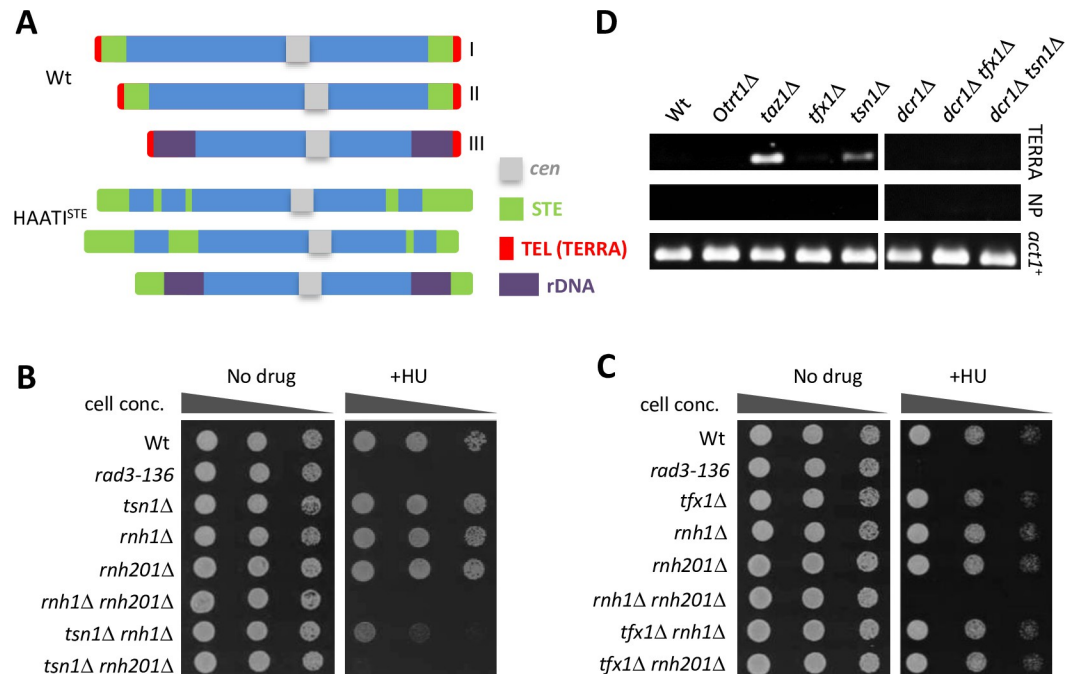 A
Wt
I
II
III
HAATISTE
cen
STE
TEL (TERRA)
rDNA
D
Wt
Otrt1Δ
taz1Δ
tfx1Δ
tsn1Δ
dcr1Δ
dcr1Δ tfx1Δ
dcr1Δ tsn1Δ
TERRA
NP
act1+
B
No drug
+HU
cell conc.
Wt
rad3-136
tsn1Δ
rnh1Δ
rnh201Δ
rnh1Δ rnh201Δ
tsn1Δ rnh1Δ
tsn1Δ rnh201Δ
C
No drug
+HU
cell conc.
Wt
rad3-136
tfx1Δ
rnh1Δ
rnh201Δ
rnh1Δ rnh201Δ
tfx1Δ rnh1Δ
tfx1Δ rnh201Δ